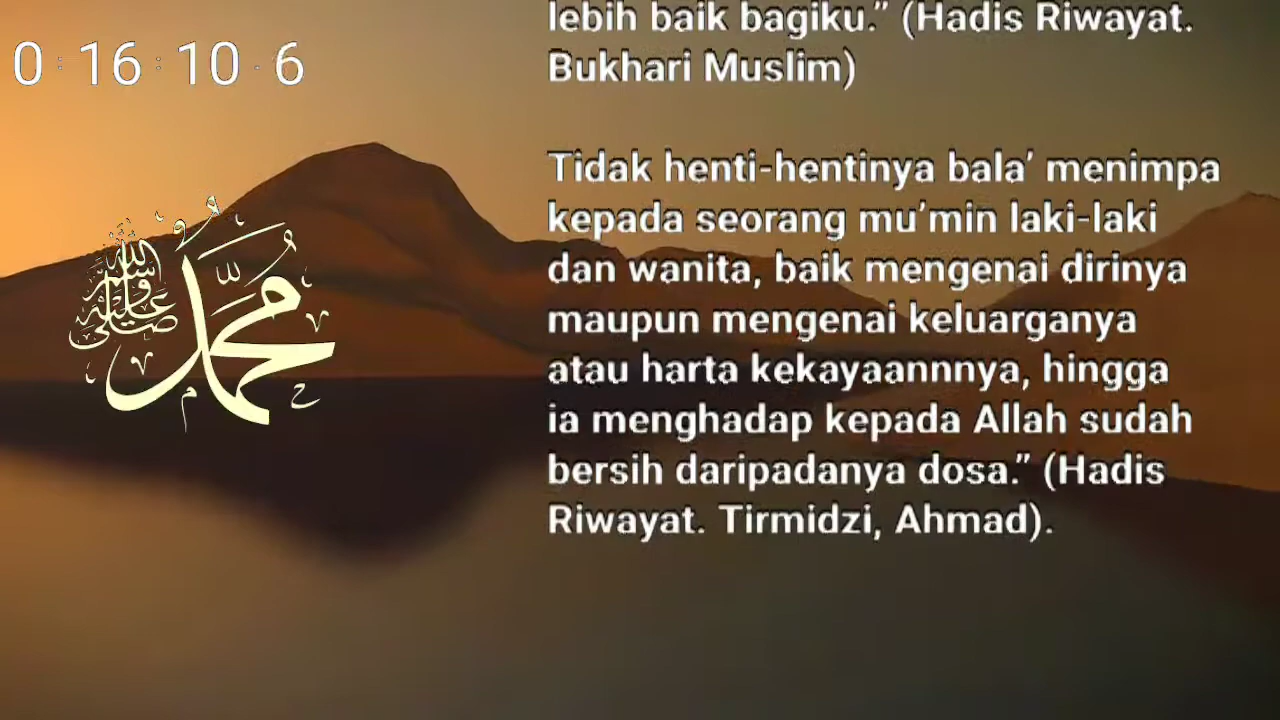 0:16:10.6
lebih baik bagiku.” (Hadis Riwayat.
Bukhari Muslim)
Tidak henti-hentinya bala’ menimpa
kepada seorang mu’min laki-laki
dan wanita, baik mengenai dirinya
maupun mengenai keluarganya
atau harta kekayaannnnya, hingga
ia menghadap kepada Allah sudah
bersih daripadanya dosa.” (Hadis
Riwayat. Tirmidzi, Ahmad).
محمد
صلى الله عليه وسلم